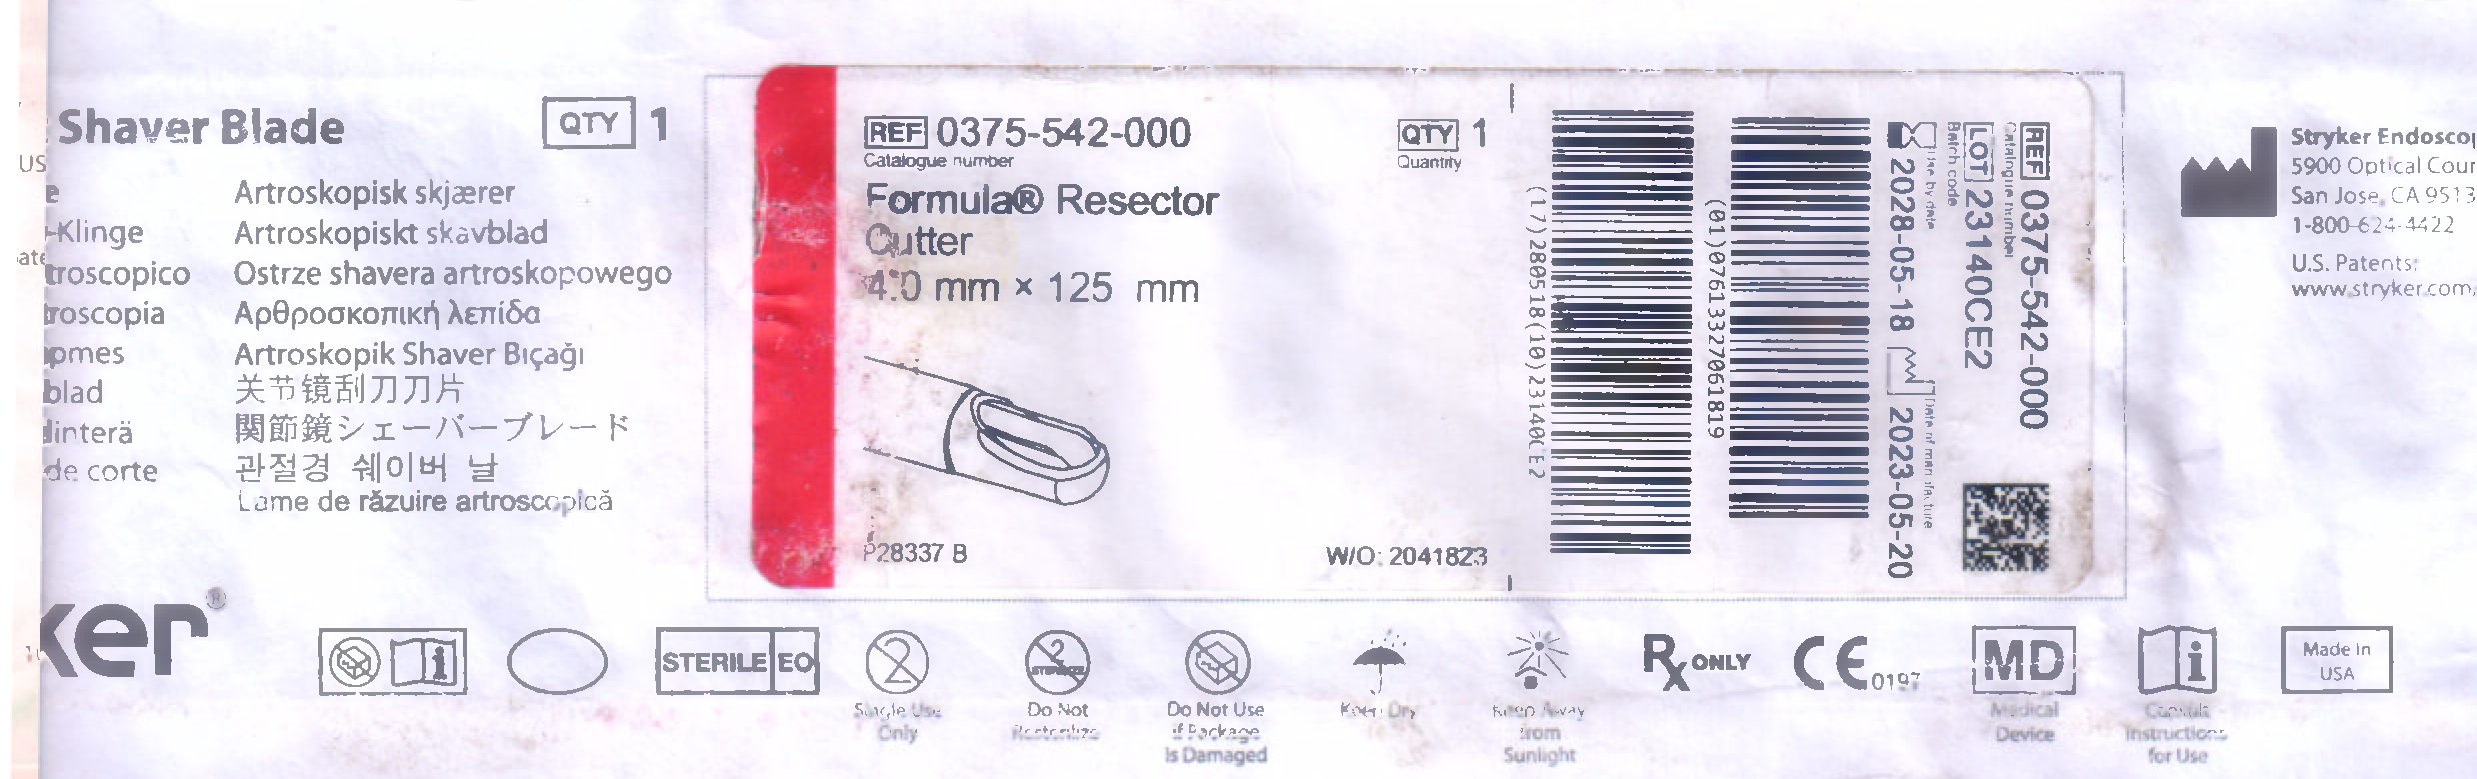 Shaver Blade
QTY 1
US
e
-Klinge
troscopico
troscopia
pmes
blad
linterä
de corte
Artroskopisk skjærer
Artroskopiskt skavblad
Ostrze shavera artroskopowego
Αρθροσκοπική λεπίδα
Artroskopik Shaver Bıçağı
关节镜刮刀刀片
関節鏡シェーバーブレード
관절경 쉐이버 날
Lame de răzuire artroscopică
ker®
REF 0375-542-000
Catalogue number
QTY 1
Quantity
Formula® Resector
Cutter
4.0 mm × 125 mm
P28337 B
W/O: 2041823
(17)280518(10)23140CE2
(01)07613327061819
2028-05-18
Use by date
2023-05-20
Date of manufacture
LOT 23140CE2
Batch code
REF 0375-542-000
Catalogue number
Stryker Endosco
5900 Optical Cour
San Jose, CA 9513
1-800-624-4422
U.S. Patents:
www.stryker.com/
STERILE EO
2
Single Use
Only
2
STERILIZE
Do Not
Resterilize
Do Not Use
if Package
is Damaged
Keep Dry
Keep Away
from
Sunlight
Rx ONLY
CE 0197
MD
Medical
Device
i
Consult
Instructions
for Use
Made in
USA